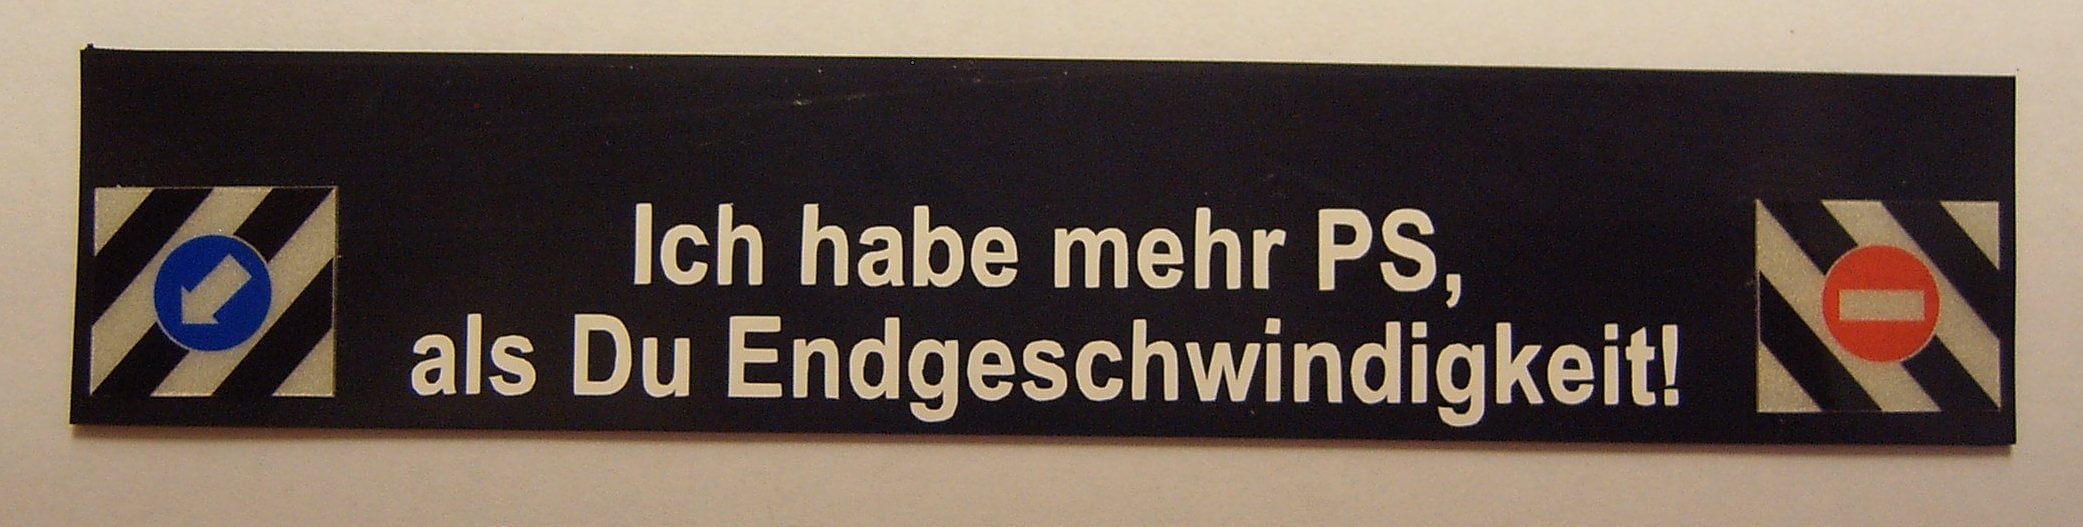 Ich habe mehr PS,
als Du Endgeschwindigkeit!